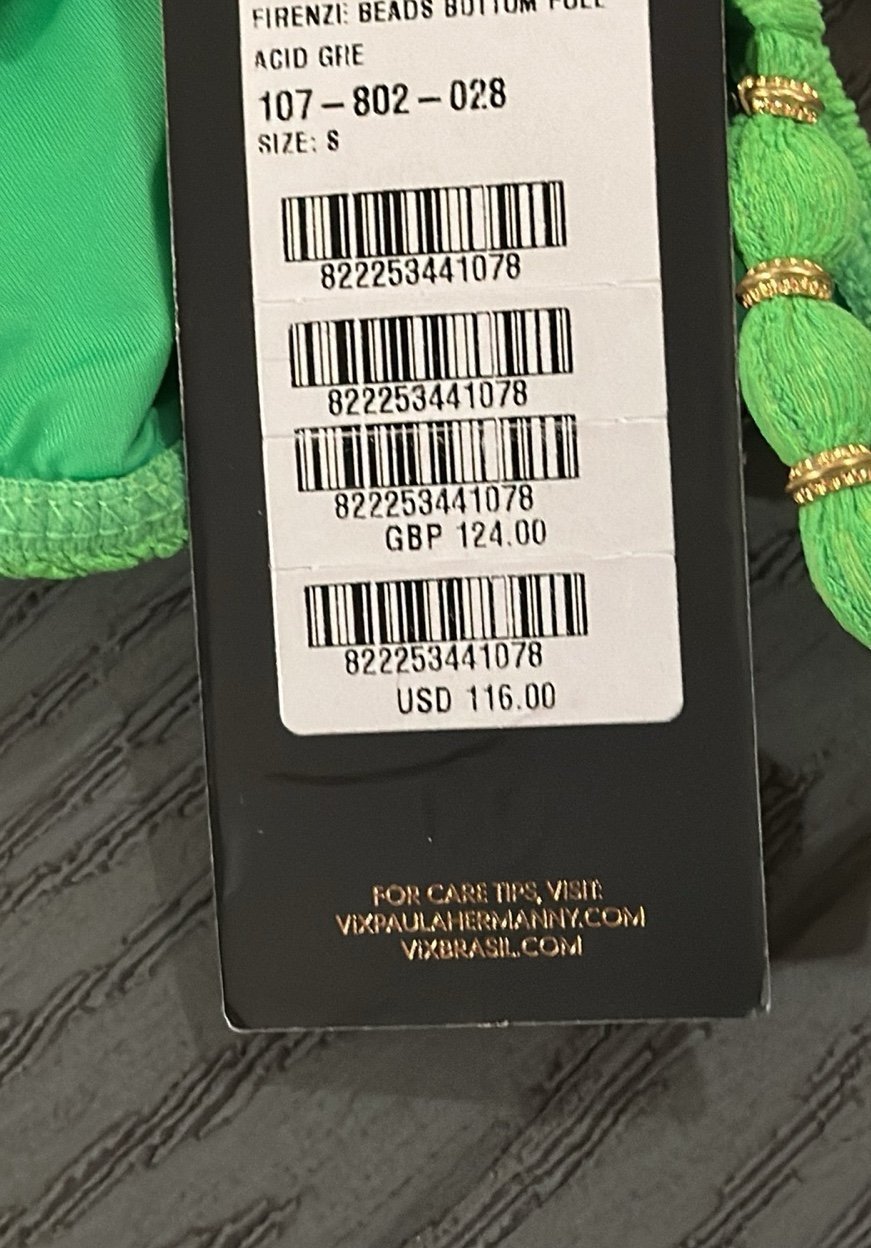 FIRENZE BEADS BOTTOM FULL
ACID GRE
107-802-028
SIZE: S
822253441078
822253441078
822253441078
GBP 124.00
822253441078
USD 116.00
FOR CARE TIPS, VISIT:
ViXPAULAHERMANNY.COM
ViXBRASIL.COM